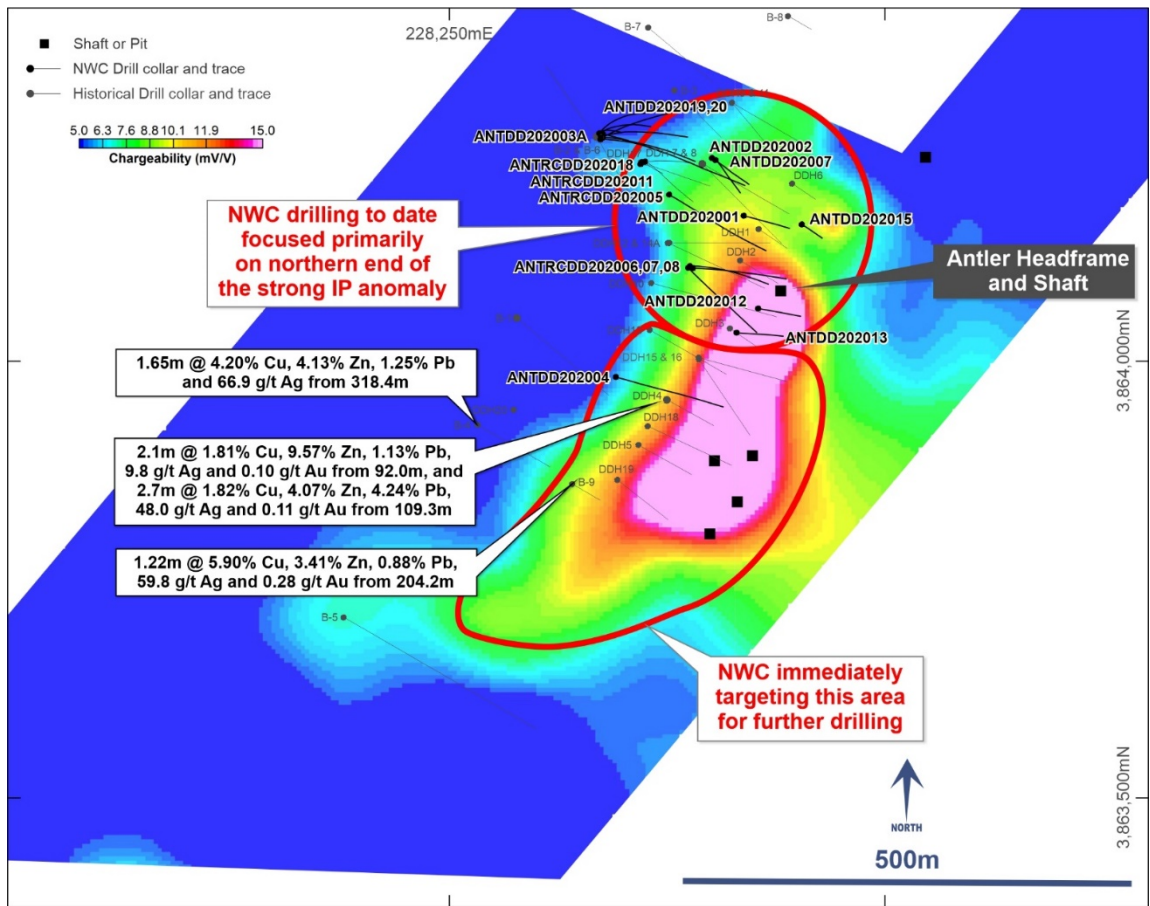 B-8
B-7
228,250mE
Shaft or Pit
NWC Drill collar and trace
Historical Drill collar and trace
5.0 6.3 7.6 8.8 10.1 11.9 15.0
Chargeability (mV/V)
ANTDD202019,20
ANTDD202003A
B-6
DDH17 & 8
ANTDD202002
ANTRCDD202018
ANTDD202007
ANTRCDD202011
DDH6
ANTRCDD202005
NWC drilling to date
focused primarily
on northern end of
the strong IP anomaly
ANTDD202001
ANTDD202015
DDH1
DDH2
Antler Headframe
and Shaft
ANTRCDD202006,07,08
ANTDD202012
DDH3
ANTDD202013
3,864,000mN
DDH15 & 16
1.65m @ 4.20% Cu, 4.13% Zn, 1.25% Pb
and 66.9 g/t Ag from 318.4m
ANTDD202004
DDH4
DDH18
2.1m @ 1.81% Cu, 9.57% Zn, 1.13% Pb,
9.8 g/t Ag and 0.10 g/t Au from 92.0m, and
2.7m @ 1.82% Cu, 4.07% Zn, 4.24% Pb,
48.0 g/t Ag and 0.11 g/t Au from 109.3m
DDH5
DDH19
B-9
1.22m @ 5.90% Cu, 3.41% Zn, 0.88% Pb,
59.8 g/t Ag and 0.28 g/t Au from 204.2m
B-5
NWC immediately
targeting this area
for further drilling
3,863,500mN
NORTH
500m